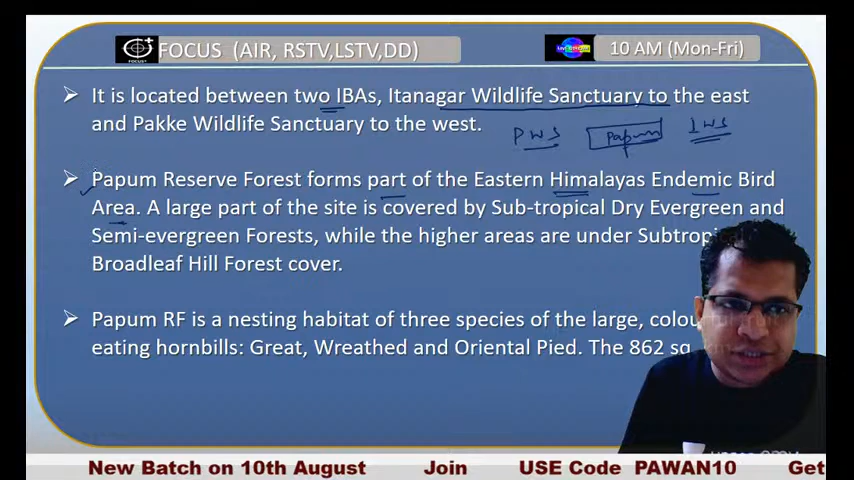 FOCUS (AIR, RSTV,LSTV,DD)
10 AM (Mon-Fri)
It is located between two IBAs, Itanagar Wildlife Sanctuary to the east
and Pakke Wildlife Sanctuary to the west.
PWS Papum IWS
Papum Reserve Forest forms part of the Eastern Himalayas Endemic Bird
Area. A large part of the site is covered by Sub-tropical Dry Evergreen and
Semi-evergreen Forests, while the higher areas are under
Broadleaf Hill Forest cover.
Papum RF is a nesting habitat of three species of the large,
eating hornbills: Great, Wreathed and Oriental Pied. The 862 sq
New Batch on 10th August Join USE Code PAWAN10 Get